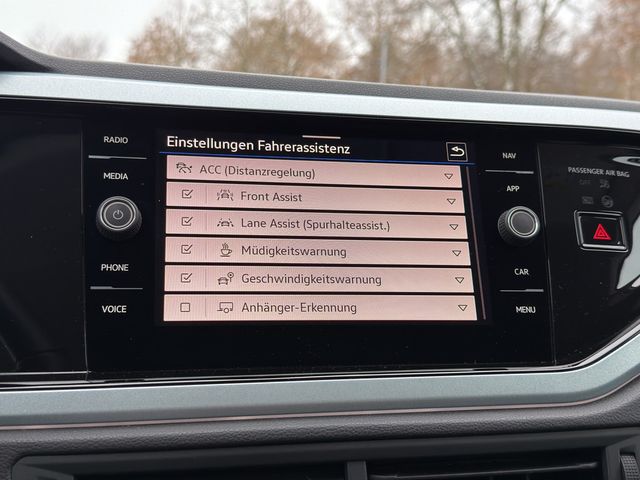 RADIO
MEDIA
PHONE
VOICE
Einstellungen Fahrerassistenz
ACC (Distanzregelung)
Front Assist
Lane Assist (Spurhalteassist.)
Müdigkeitswarnung
Geschwindigkeitswarnung
Anhänger-Erkennung
NAV
APP
CAR
MENU
PASSENGER AIR BAG
OFF